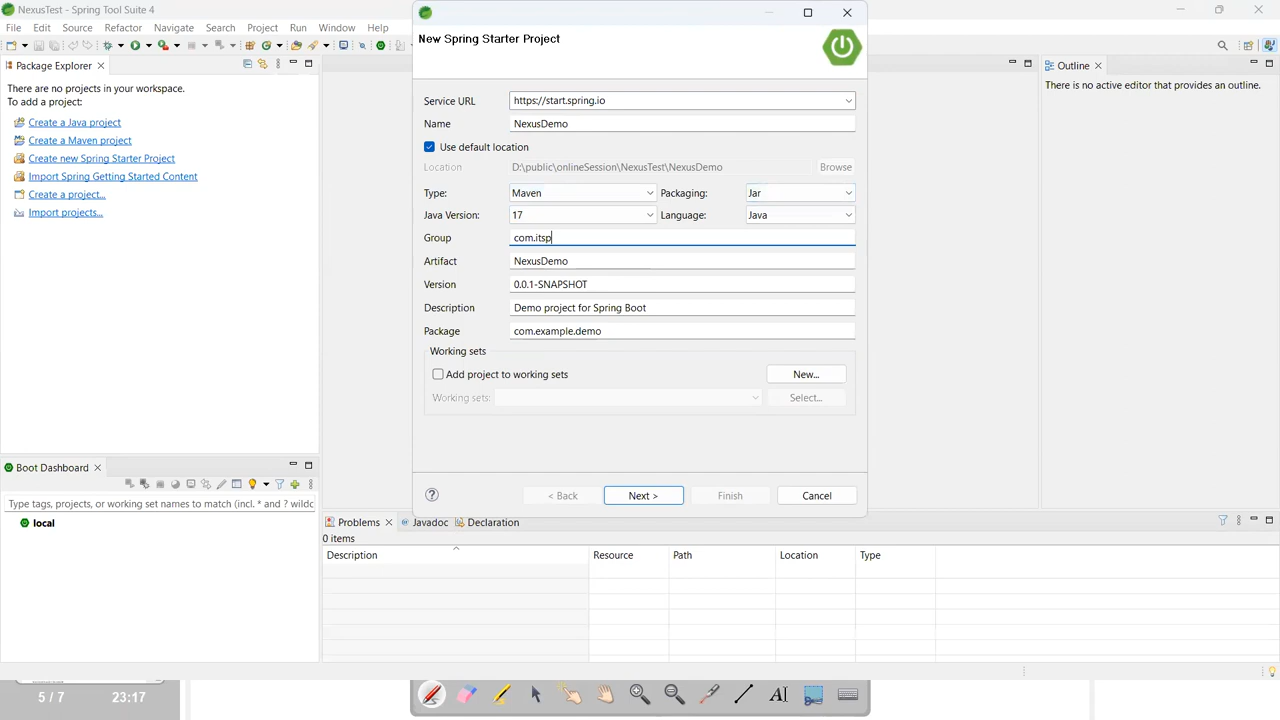 NexusTest - Spring Tool Suite 4
File Edit Source Refactor Navigate Search Project Run Window Help
Package Explorer
There are no projects in your workspace.
To add a project:
Create a Java project
Create a Maven project
Create new Spring Starter Project
Import Spring Getting Started Content
Create a project...
Import projects...
Boot Dashboard
Type tags, projects, or working set names to match (incl. * and ? wildc
local
New Spring Starter Project
Service URL https://start.spring.io
Name NexusDemo
Use default location
Location D:\public\onlineSession\NexusTest\NexusDemo Browse
Type: Maven Packaging: Jar
Java Version: 17 Language: Java
Group com.itsp
Artifact NexusDemo
Version 0.0.1-SNAPSHOT
Description Demo project for Spring Boot
Package com.example.demo
Working sets
Add project to working sets New...
Working sets: Select...
? < Back Next > Finish Cancel
Outline
There is no active editor that provides an outline.
Problems @ Javadoc Declaration
0 items
Description Resource Path Location Type
5 / 7 23:17
AI